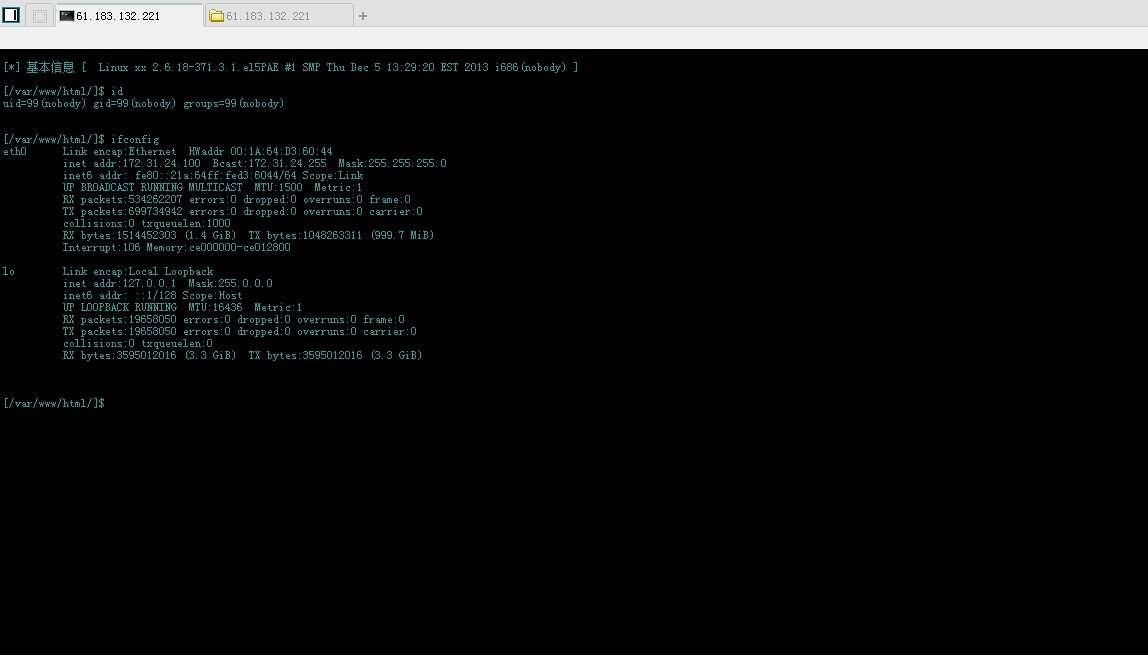 61.183.132.221
61.183.132.221
[*] 基本信息 [  Linux xx 2.6.18-371.3.1.el5PAE #1 SMP Thu Dec 5 13:29:20 EST 2013 i686(nobody) ]
[/var/www/html/]$ id
uid=99(nobody) gid=99(nobody) groups=99(nobody)
[/var/www/html/]$ ifconfig
eth0      Link encap:Ethernet  HWaddr 00:1A:64:D3:60:44
          inet addr:172.31.24.100  Bcast:172.31.24.255  Mask:255.255.255.0
          inet6 addr: fe80::21a:64ff:fed3:6044/64 Scope:Link
          UP BROADCAST RUNNING MULTICAST  MTU:1500  Metric:1
          RX packets:534262207 errors:0 dropped:0 overruns:0 frame:0
          TX packets:699734942 errors:0 dropped:0 overruns:0 carrier:0
          collisions:0 txqueuelen:1000
          RX bytes:1514452303 (1.4 GiB)  TX bytes:1048263311 (999.7 MiB)
          Interrupt:106 Memory:ce000000-ce012800
lo        Link encap:Local Loopback
          inet addr:127.0.0.1  Mask:255.0.0.0
          inet6 addr: ::1/128 Scope:Host
          UP LOOPBACK RUNNING  MTU:16436  Metric:1
          RX packets:19658050 errors:0 dropped:0 overruns:0 frame:0
          TX packets:19658050 errors:0 dropped:0 overruns:0 carrier:0
          collisions:0 txqueuelen:0
          RX bytes:3595012016 (3.3 GiB)  TX bytes:3595012016 (3.3 GiB)
[/var/www/html/]$